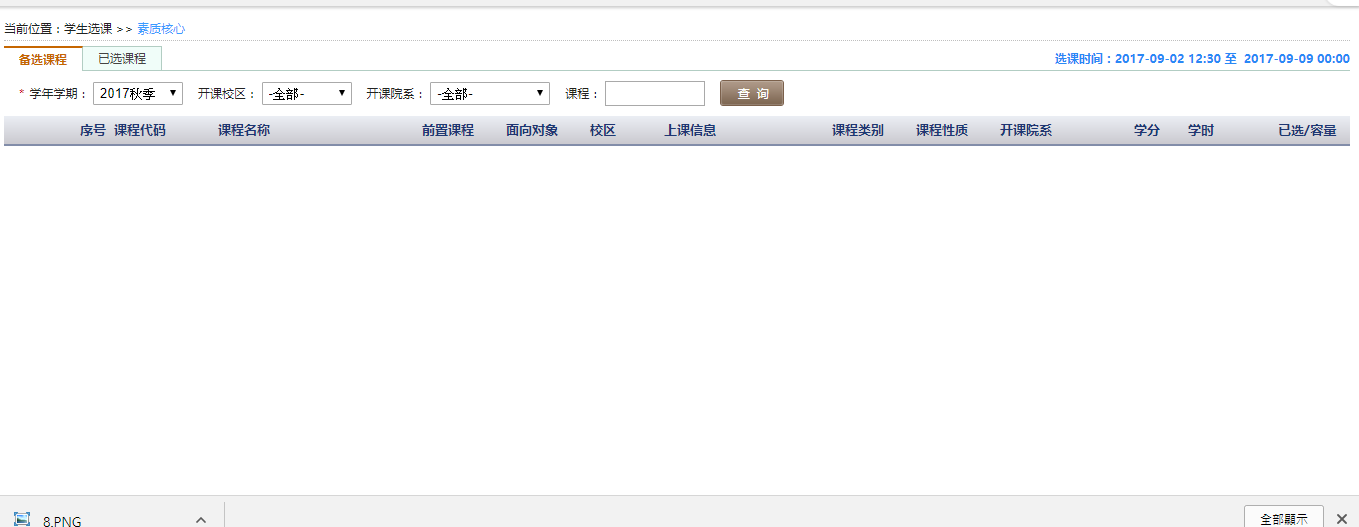 当前位置：学生选课 >> 素质核心
备选课程 已选课程 选课时间：2017-09-02 12:30 至 2017-09-09 00:00
* 学年学期： 2017秋季 开课校区： -全部- 开课院系： -全部- 课程： 查 询
序号 课程代码 课程名称 前置课程 面向对象 校区 上课信息 课程类别 课程性质 开课院系 学分 学时 已选/容量
8.PNG 全部顯示